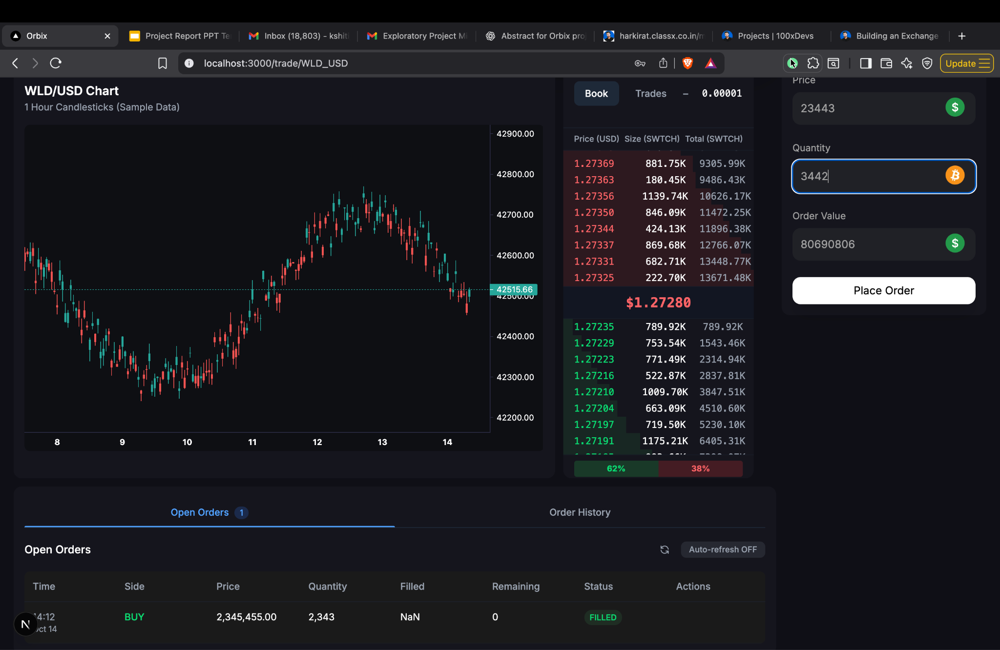 Orbix
Project Report PPT Te
Inbox (18,803) - kshiti
Exploratory Project Mi
Abstract for Orbix proj
harkirat.classx.co.in/m
Projects | 100xDevs
Building an Exchange
localhost:3000/trade/WLD_USD
Update
WLD/USD Chart
1 Hour Candlesticks (Sample Data)
42900.00
42800.00
42700.00
42600.00
42515.66
42500.00
42400.00
42300.00
42200.00
8 9 10 11 12 13 14
Book Trades – 0.00001
Price (USD) Size (SWTCH) Total (SWTCH)
1.27369 881.75K 9305.99K
1.27363 180.45K 9486.43K
1.27356 1139.74K 10626.17K
1.27350 846.09K 11472.25K
1.27344 424.13K 11896.38K
1.27337 869.68K 12766.07K
1.27331 682.71K 13448.77K
1.27325 222.70K 13671.48K
$1.27280
1.27235 789.92K 789.92K
1.27229 753.54K 1543.46K
1.27223 771.49K 2314.94K
1.27216 522.87K 2837.81K
1.27210 1009.70K 3847.51K
1.27204 663.09K 4510.60K
1.27197 719.50K 5230.10K
1.27191 1175.21K 6405.31K
62% 38%
Price
23443
$
Quantity
3442
Order Value
80690806
$
Place Order
Open Orders 1
Order History
Open Orders
Auto-refresh OFF
Time Side Price Quantity Filled Remaining Status Actions
4:12 BUY 2,345,455.00 2,343 NaN 0 FILLED
ct 14
N